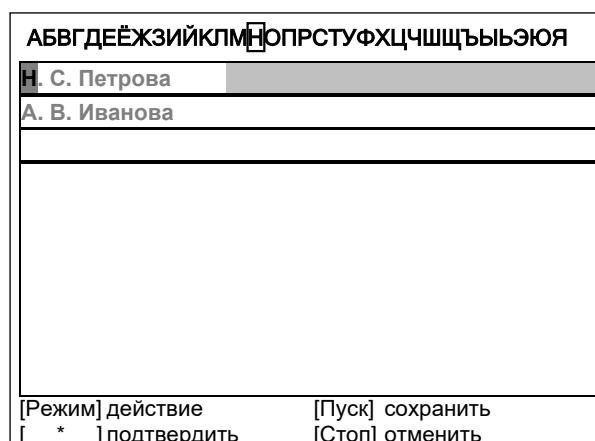 АБВГДЕЁЖЗИЙКЛМНОПРСТУФХЦЧШЩЪЫЬЭЮЯ
Н. С. Петрова
А. В. Иванова
[Режим] действие [Пуск] сохранить
[ * ] подтвердить [Стоп] отменить